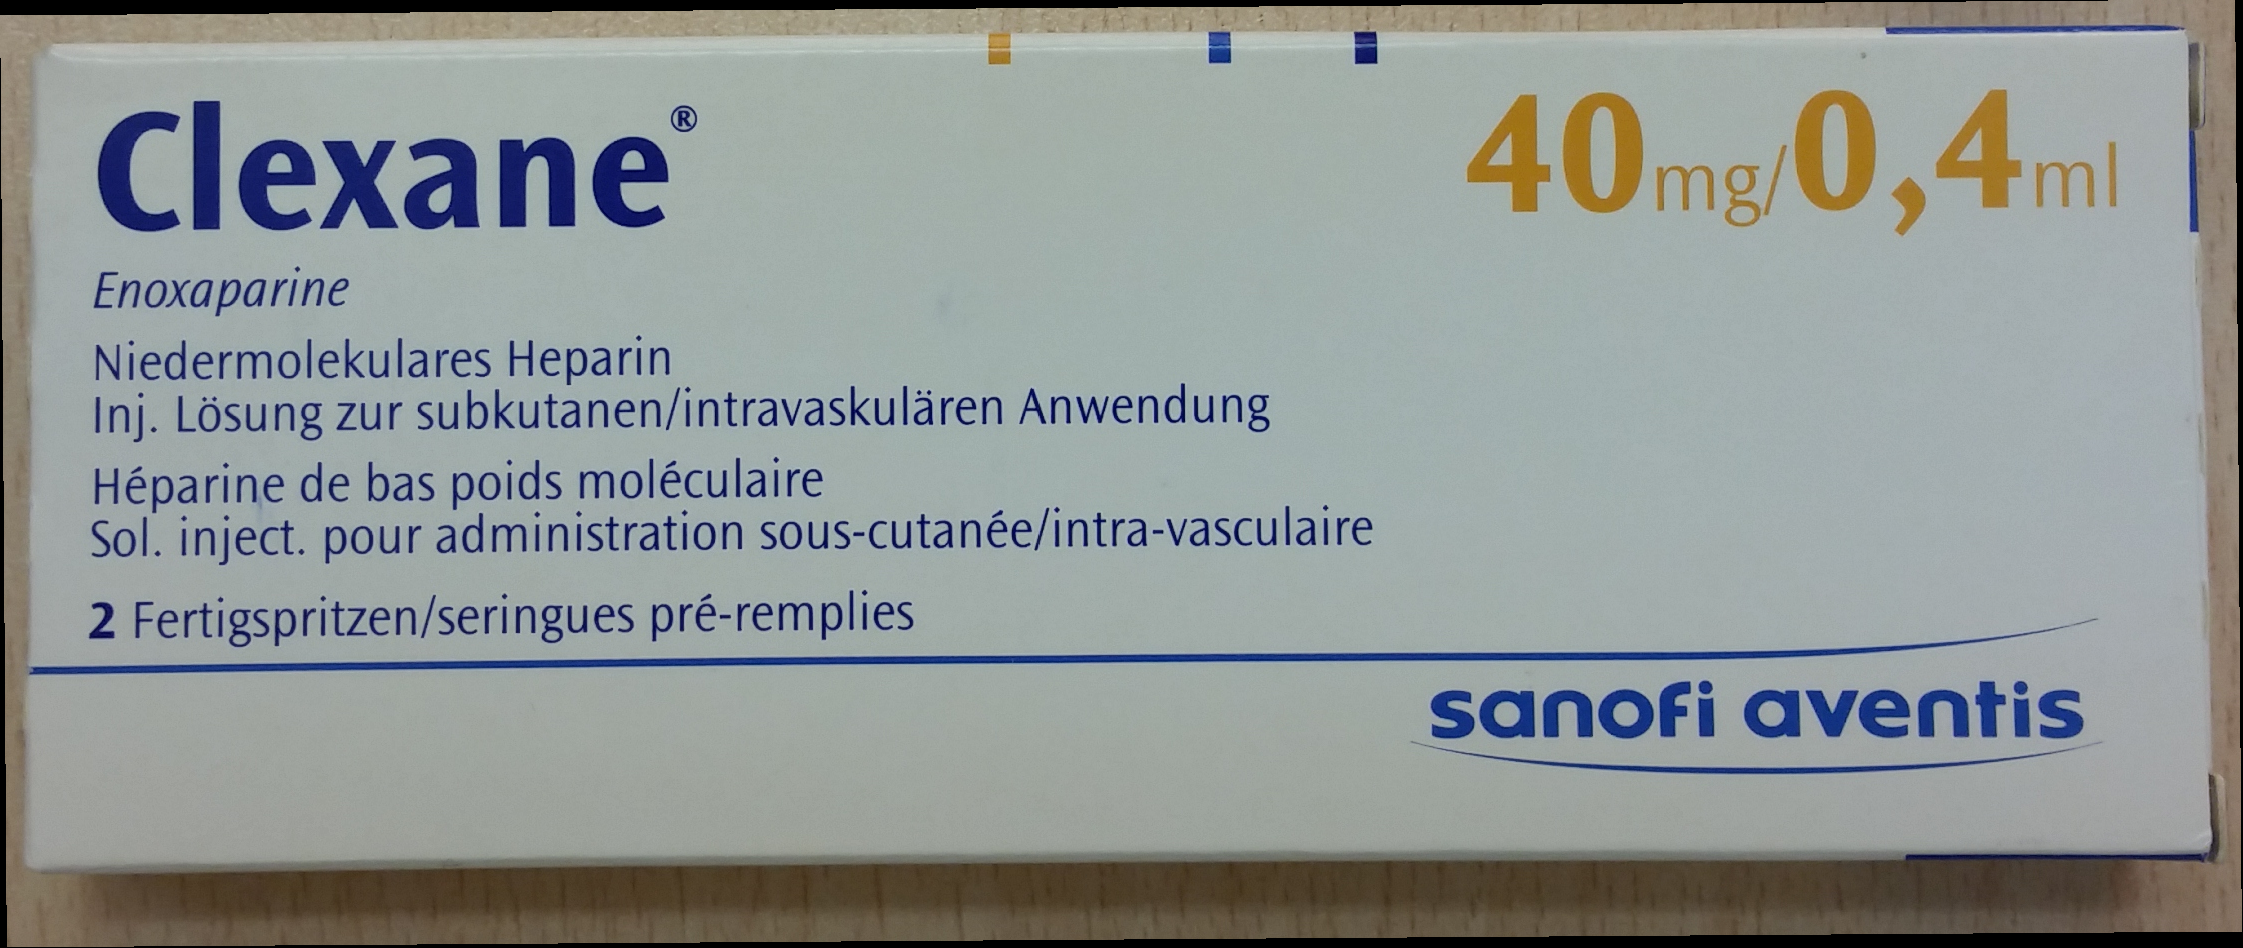 Clexane®
40mg/0,4ml
Enoxaparine
Niedermolekulares Heparin
Inj. Lösung zur subkutanen/intravaskulären Anwendung
Héparine de bas poids moléculaire
Sol. inject. pour administration sous-cutanée/intra-vasculaire
2 Fertigspritzen/seringues pré-remplies
sanofi aventis